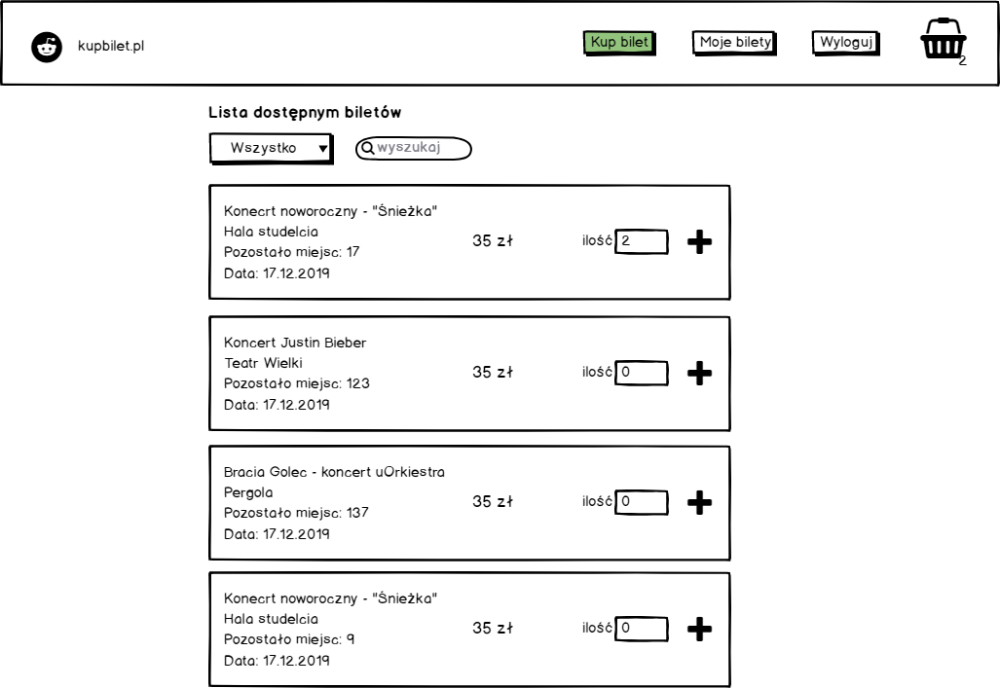 kupbilet.pl
Kup bilet
Moje bilety
Wyloguj
2
Lista dostępnym biletów
Wszystko
wyszukaj
Konecrt noworoczny - "Śnieżka"
Hala studelcia
Pozostało miejsc: 17
Data: 17.12.2019
35 zł
ilość 2
Koncert Justin Bieber
Teatr Wielki
Pozostało miejsc: 123
Data: 17.12.2019
35 zł
ilość 0
Bracia Golec - koncert uOrkiestra
Pergola
Pozostało miejsc: 137
Data: 17.12.2019
35 zł
ilość 0
Konecrt noworoczny - "Śnieżka"
Hala studelcia
Pozostało miejsc: 9
Data: 17.12.2019
35 zł
ilość 0